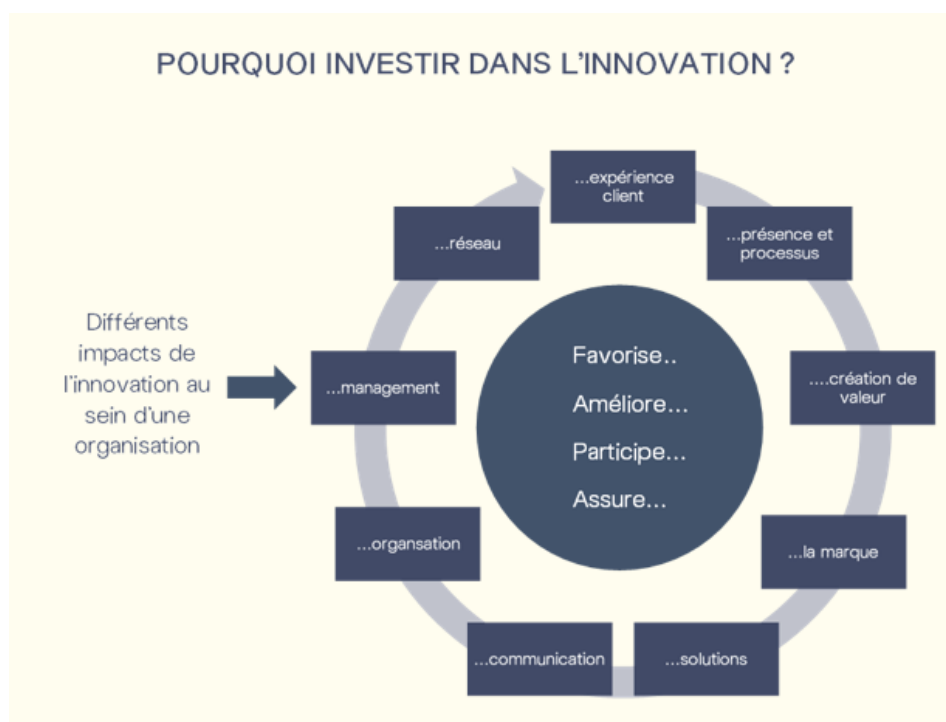 POURQUOI INVESTIR DANS L'INNOVATION ?
...expérience
client
...présence et
processus
....création de
valeur
...la marque
...solutions
...communication
...organsation
...management
...réseau
Différents
impacts de
l'innovation au
sein d'une
organisation
Favorise..
Améliore...
Participe...
Assure...